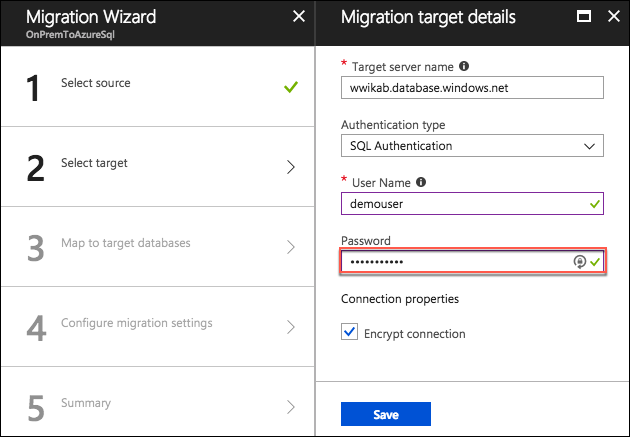 Migration Wizard
OnPremToAzureSql
1 Select source
2 Select target
3 Map to target databases
4 Configure migration settings
5 Summary
Migration target details
* Target server name
wwikab.database.windows.net
Authentication type
SQL Authentication
* User Name
demouser
Password
•••••••••••
Connection properties
Encrypt connection
Save